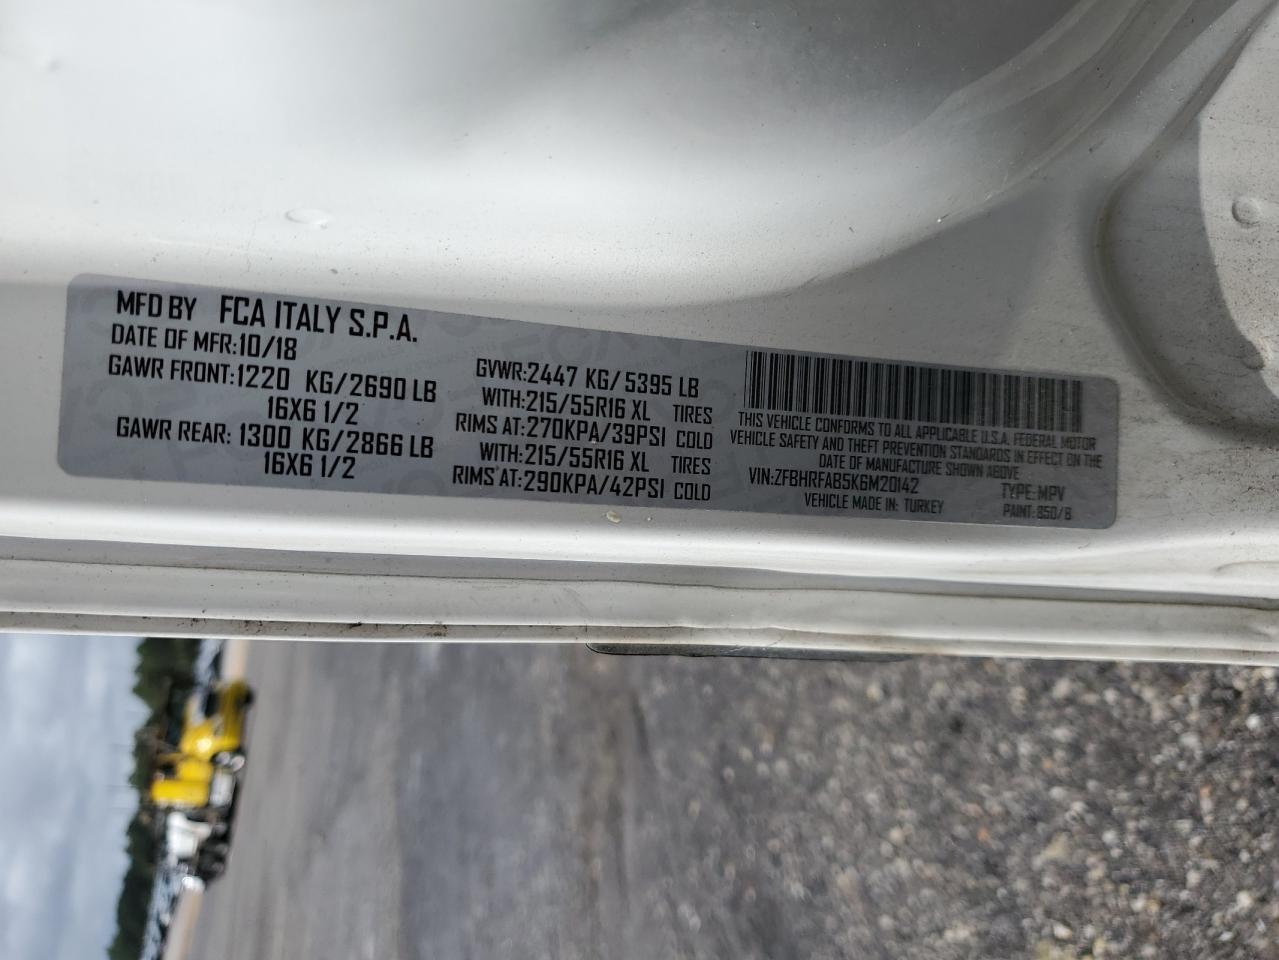 MFD BY FCA ITALY S.P.A.
DATE OF MFR:10/18
GAWR FRONT:1220 KG/2690 LB
16X6 1/2
GAWR REAR: 1300 KG/2866 LB
16X6 1/2
GVWR:2447 KG/5395 LB
WITH:215/55R16 XL TIRES
RIMS AT:270KPA/39PSI COLD
WITH:215/55R16 XL TIRES
RIMS AT:290KPA/42PSI COLD
THIS VEHICLE CONFORMS TO ALL APPLICABLE U.S.A. FEDERAL MOTOR
VEHICLE SAFETY AND THEFT PREVENTION STANDARDS IN EFFECT ON THE
DATE OF MANUFACTURE SHOWN ABOVE
VIN:ZFBHRFAB5K6M20142 TYPE:MPV
VEHICLE MADE IN: TURKEY PAINT:850/B